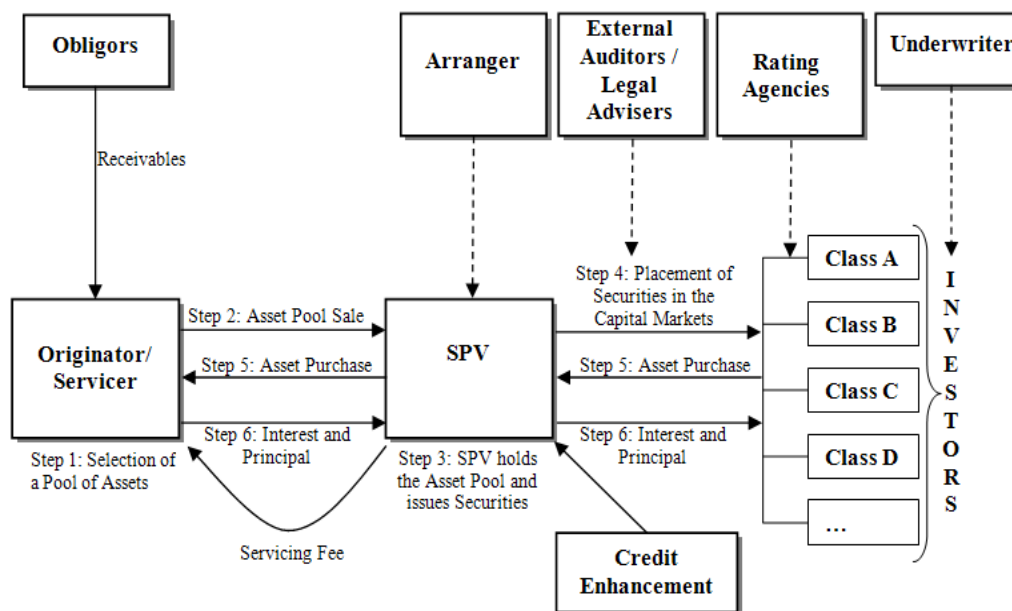 Obligors
Arranger
External
Auditors /
Legal
Advisers
Rating
Agencies
Underwriter
Receivables
Originator/
Servicer
Step 1: Selection of
a Pool of Assets
Step 2: Asset Pool Sale
Step 5: Asset Purchase
Step 6: Interest and
Principal
Servicing Fee
SPV
Step 3: SPV holds
the Asset Pool and
issues Securities
Step 4: Placement of
Securities in the
Capital Markets
Step 5: Asset Purchase
Step 6: Interest and
Principal
Credit
Enhancement
Class A
Class B
Class C
Class D
...
INVESTORS